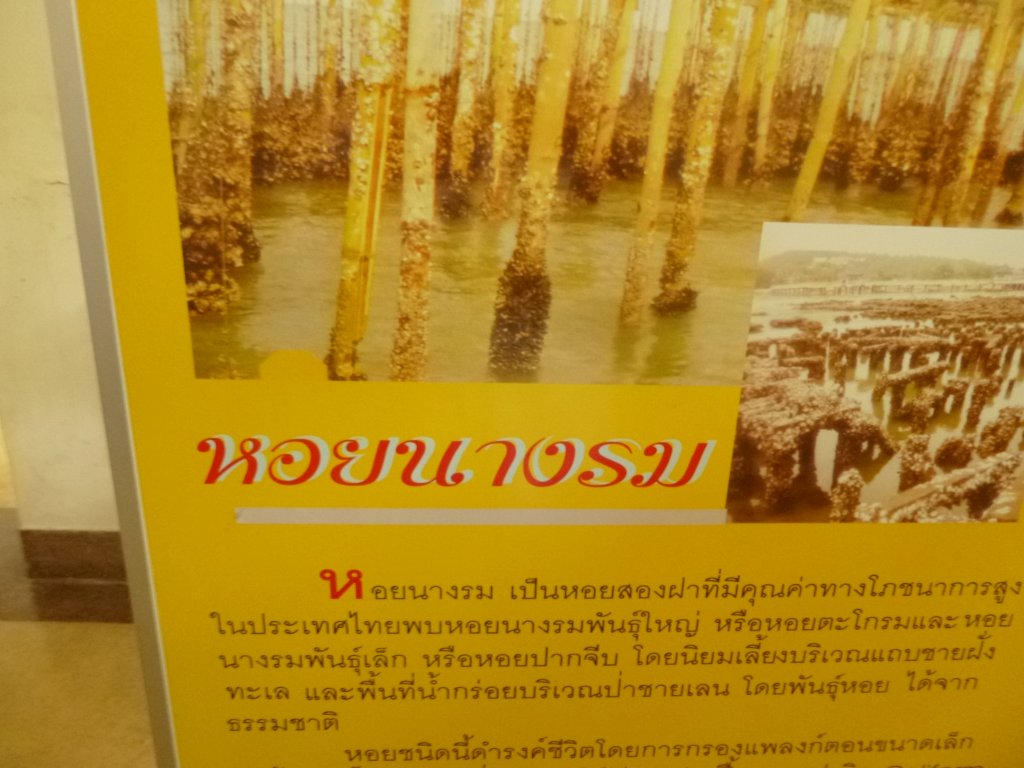 หอยนางรม
หอยนางรม เป็นหอยสองฝาที่มีคุณค่าทางโภชนาการสูง
ในประเทศไทยพบหอยนางรมพันธุ์ใหญ่ หรือหอยตะโกรมและหอย
นางรมพันธุ์เล็ก หรือหอยปากจีบ โดยนิยมเลี้ยงบริเวณแถบชายฝั่ง
ทะเล และพื้นที่น้ำกร่อยบริเวณป่าชายเลน โดยพันธุ์หอย ได้จาก
ธรรมชาติ
หอยชนิดนี้ดำรงค์ชีวิตโดยการกรองแพลงก์ตอนขนาดเล็ก